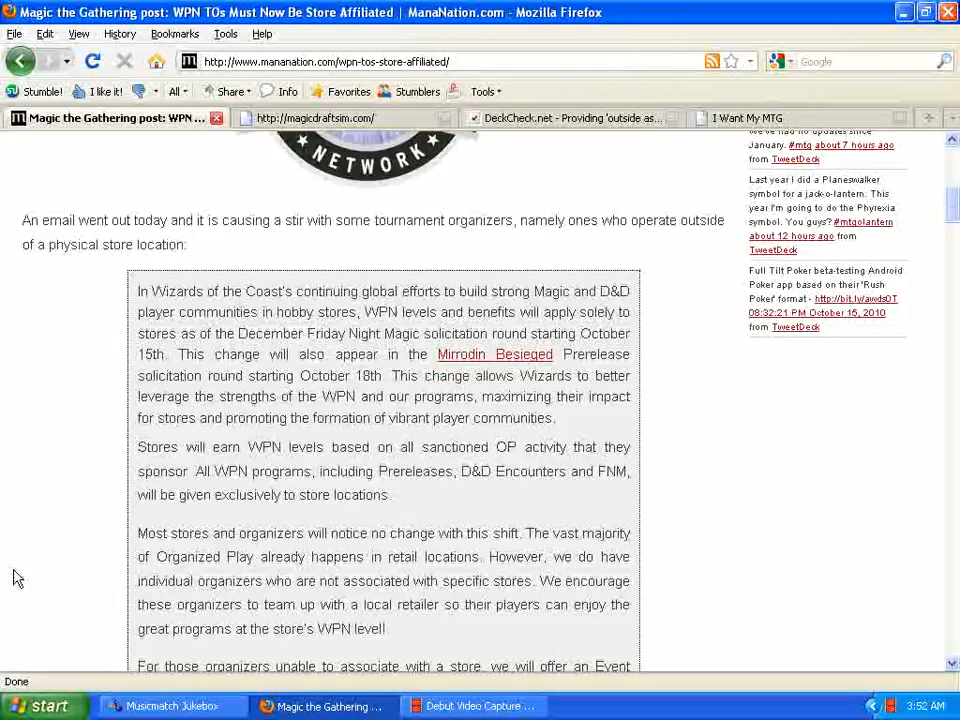 Magic the Gathering post: WPN TOs Must Now Be Store Affiliated | ManaNation.com - Mozilla Firefox
File Edit View History Bookmarks Tools Help
http://www.mananation.com/wpn-tos-store-affiliated/
Google
Stumble! I like it! All Share Info Favorites Stumblers Tools
Magic the Gathering post: WPN ... http://magicdraftsim.com/ DeckCheck.net - Providing 'outside as... I Want My MTG
NETWORK
An email went out today and it is causing a stir with some tournament organizers, namely ones who operate outside
of a physical store location:
In Wizards of the Coast's continuing global efforts to build strong Magic and D&D
player communities in hobby stores, WPN levels and benefits will apply solely to
stores as of the December Friday Night Magic solicitation round starting October
15th. This change will also appear in the Mirrodin Besieged Prerelease
solicitation round starting October 18th. This change allows Wizards to better
leverage the strengths of the WPN and our programs, maximizing their impact
for stores and promoting the formation of vibrant player communities.
Stores will earn WPN levels based on all sanctioned OP activity that they
sponsor. All WPN programs, including Prereleases, D&D Encounters and FNM,
will be given exclusively to store locations.
Most stores and organizers will notice no change with this shift. The vast majority
of Organized Play already happens in retail locations. However, we do have
individual organizers who are not associated with specific stores. We encourage
these organizers to team up with a local retailer so their players can enjoy the
great programs at the store's WPN level!
For those organizers unable to associate with a store, we will offer an Event
we've had no updates since
January. #mtg about 7 hours ago
from TweetDeck
Last year I did a Planeswalker
symbol for a jack-o-lantern. This
year I'm going to do the Phyrexia
symbol. You guys? #mtgolantern
about 12 hours ago from
TweetDeck
Full Tilt Poker beta-testing Android
Poker app based on their 'Rush
Poker' format - http://bit.ly/awds0T
08:32:21 PM October 15, 2010
from TweetDeck
Done
start Musicmatch Jukebox Magic the Gathering ... Debut Video Capture ... 3:52 AM